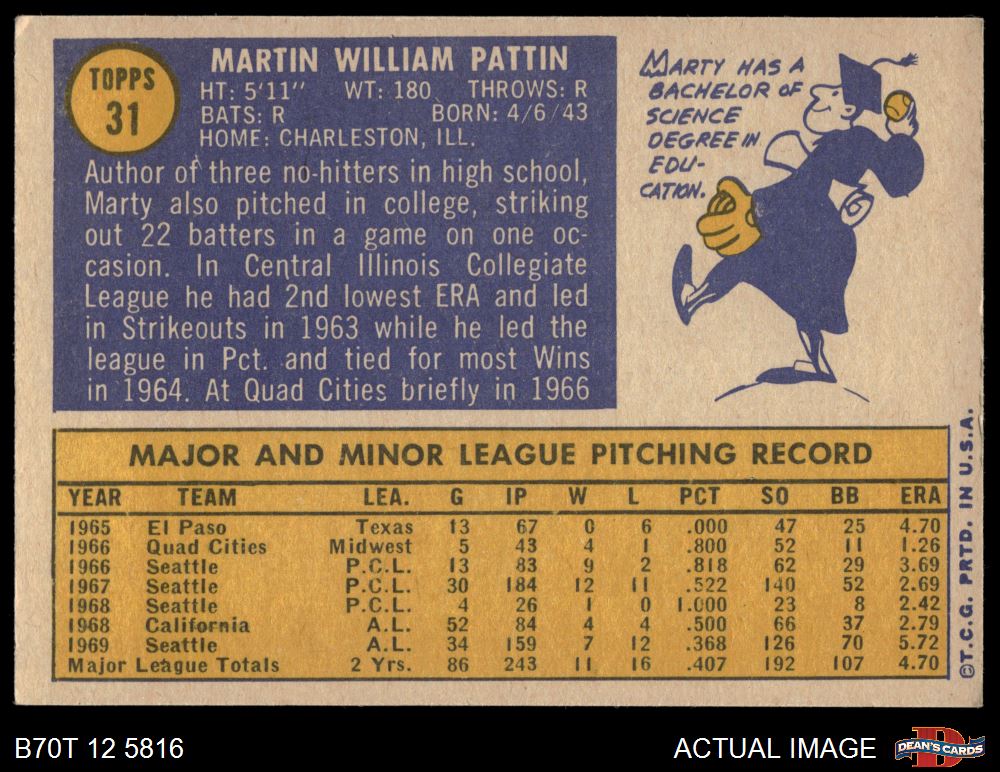 TOPPS
31
MARTIN WILLIAM PATTIN
HT: 5'11" WT: 180 THROWS: R
BATS: R BORN: 4/6/43
HOME: CHARLESTON, ILL.
Author of three no-hitters in high school,
Marty also pitched in college, striking
out 22 batters in a game on one oc-
casion. In Central Illinois Collegiate
League he had 2nd lowest ERA and led
in Strikeouts in 1963 while he led the
league in Pct. and tied for most Wins
in 1964. At Quad Cities briefly in 1966
MARTY HAS A
BACHELOR OF
SCIENCE
DEGREE IN
EDU-
CATION.
MAJOR AND MINOR LEAGUE PITCHING RECORD
YEAR TEAM LEA. G IP W L PCT SO BB ERA
1965 El Paso Texas 13 67 0 6 .000 47 25 4.70
1966 Quad Cities Midwest 5 43 4 1 .800 52 11 1.26
1966 Seattle P.C.L. 13 83 9 2 .818 62 29 3.69
1967 Seattle P.C.L. 30 184 12 11 .522 140 52 2.69
1968 Seattle P.C.L. 4 26 1 0 1.000 23 8 2.42
1968 California A.L. 52 84 4 4 .500 66 37 2.79
1969 Seattle A.L. 34 159 7 12 .368 126 70 5.72
Major League Totals 2 Yrs. 86 243 11 16 .407 192 107 4.70
©T.C.G. PRTD. IN U.S.A.
B70T 12 5816
ACTUAL IMAGE
D
DEAN'S CARDS